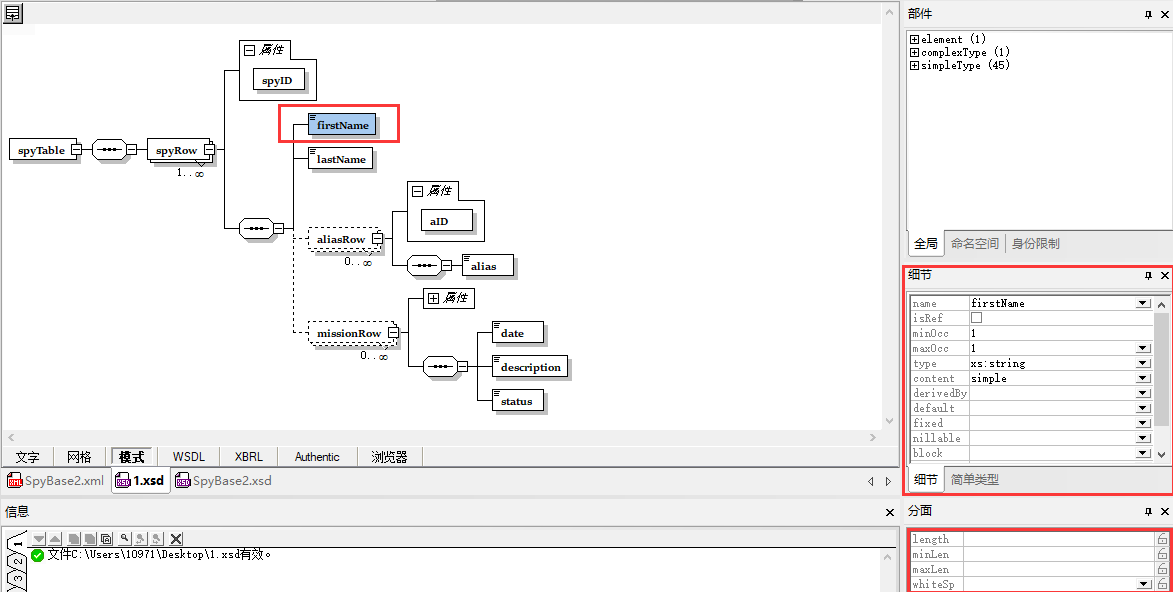 部件
element (1)
complexType (1)
simpleType (45)
属性
spyID
firstName
spyTable
spyRow
lastName
1..∞
属性
aID
aliasRow
0..∞
alias
属性
missionRow
0..∞
date
description
status
全局 命名空间 身份限制
细节
name firstName
isRef
minOcc 1
maxOcc 1
type xs:string
content simple
derivedBy
default
fixed
nillable
block
细节 简单类型
文字 网格 模式 WSDL XBRL Authentic 浏览器
SpyBase2.xml 1.xsd SpyBase2.xsd
信息
1
2
3
文件C:\Users\10971\Desktop\1.xsd有效。
分面
length
minLen
maxLen
whiteSp